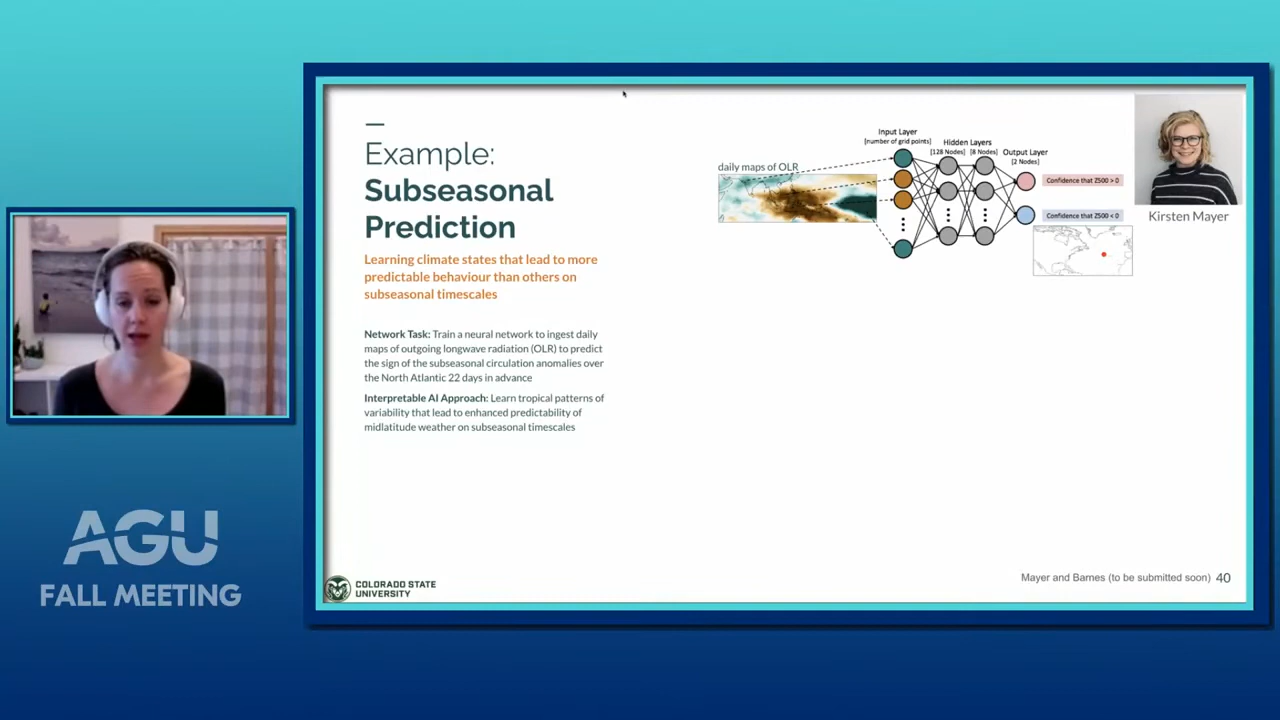 Example:
Subseasonal
Prediction
Learning climate states that lead to more
predictable behaviour than others on
subseasonal timescales
Network Task: Train a neural network to ingest daily
maps of outgoing longwave radiation (OLR) to predict
the sign of the subseasonal circulation anomalies over
the North Atlantic 22 days in advance
Interpretable AI Approach: Learn tropical patterns of
variability that lead to enhanced predictability of
midlatitude weather on subseasonal timescales
daily maps of OLR
Input Layer
[number of grid points]
Hidden Layers
[128 Nodes] [8 Nodes]
Output Layer
[2 Nodes]
Confidence that Z500 > 0
Confidence that Z500 < 0
Kirsten Mayer
AGU
FALL MEETING
COLORADO STATE
UNIVERSITY
Mayer and Barnes (to be submitted soon) 40